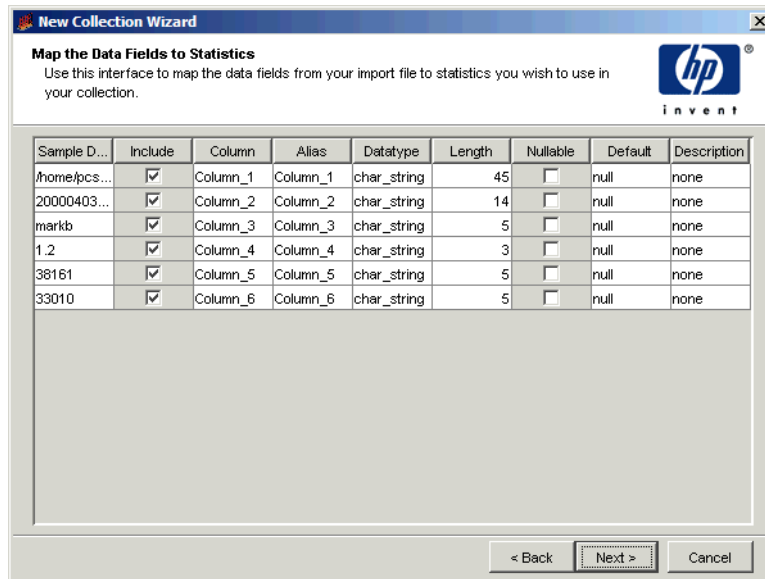 New Collection Wizard
Map the Data Fields to Statistics
Use this interface to map the data fields from your import file to statistics you wish to use in
your collection.
hp ®
invent
Sample D... Include Column Alias Datatype Length Nullable Default Description
/home/pcs... Column_1 Column_1 char_string 45 null none
20000403... Column_2 Column_2 char_string 14 null none
markb Column_3 Column_3 char_string 5 null none
1.2 Column_4 Column_4 char_string 3 null none
38161 Column_5 Column_5 char_string 5 null none
33010 Column_6 Column_6 char_string 5 null none
< Back Next > Cancel